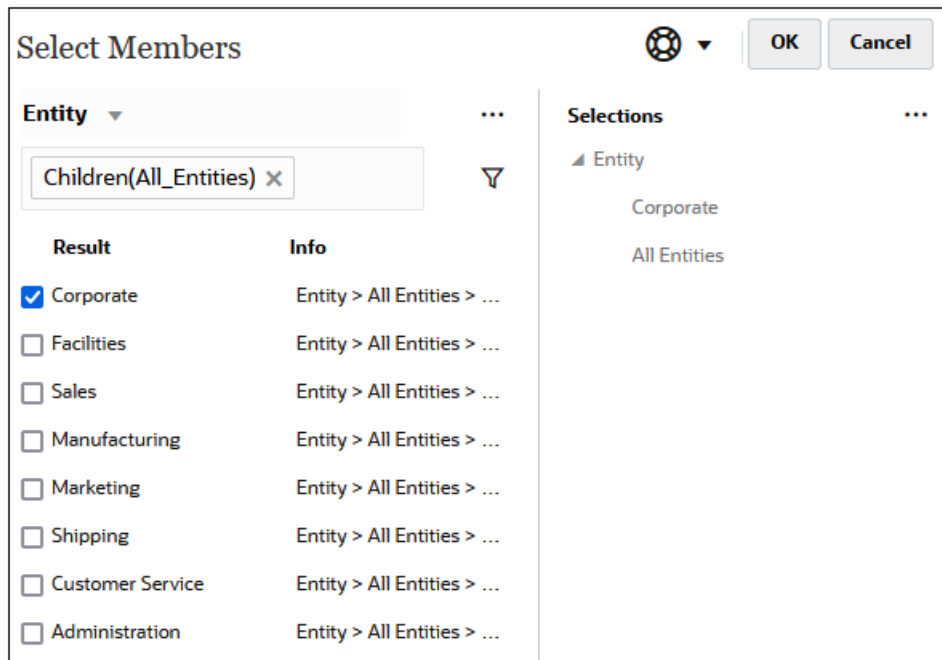 Select Members
OK
Cancel
Entity
...
Selections
...
Children(All_Entities)
Entity
Corporate
All Entities
Result Info
Corporate Entity > All Entities > ...
Facilities Entity > All Entities > ...
Sales Entity > All Entities > ...
Manufacturing Entity > All Entities > ...
Marketing Entity > All Entities > ...
Shipping Entity > All Entities > ...
Customer Service Entity > All Entities > ...
Administration Entity > All Entities > ...